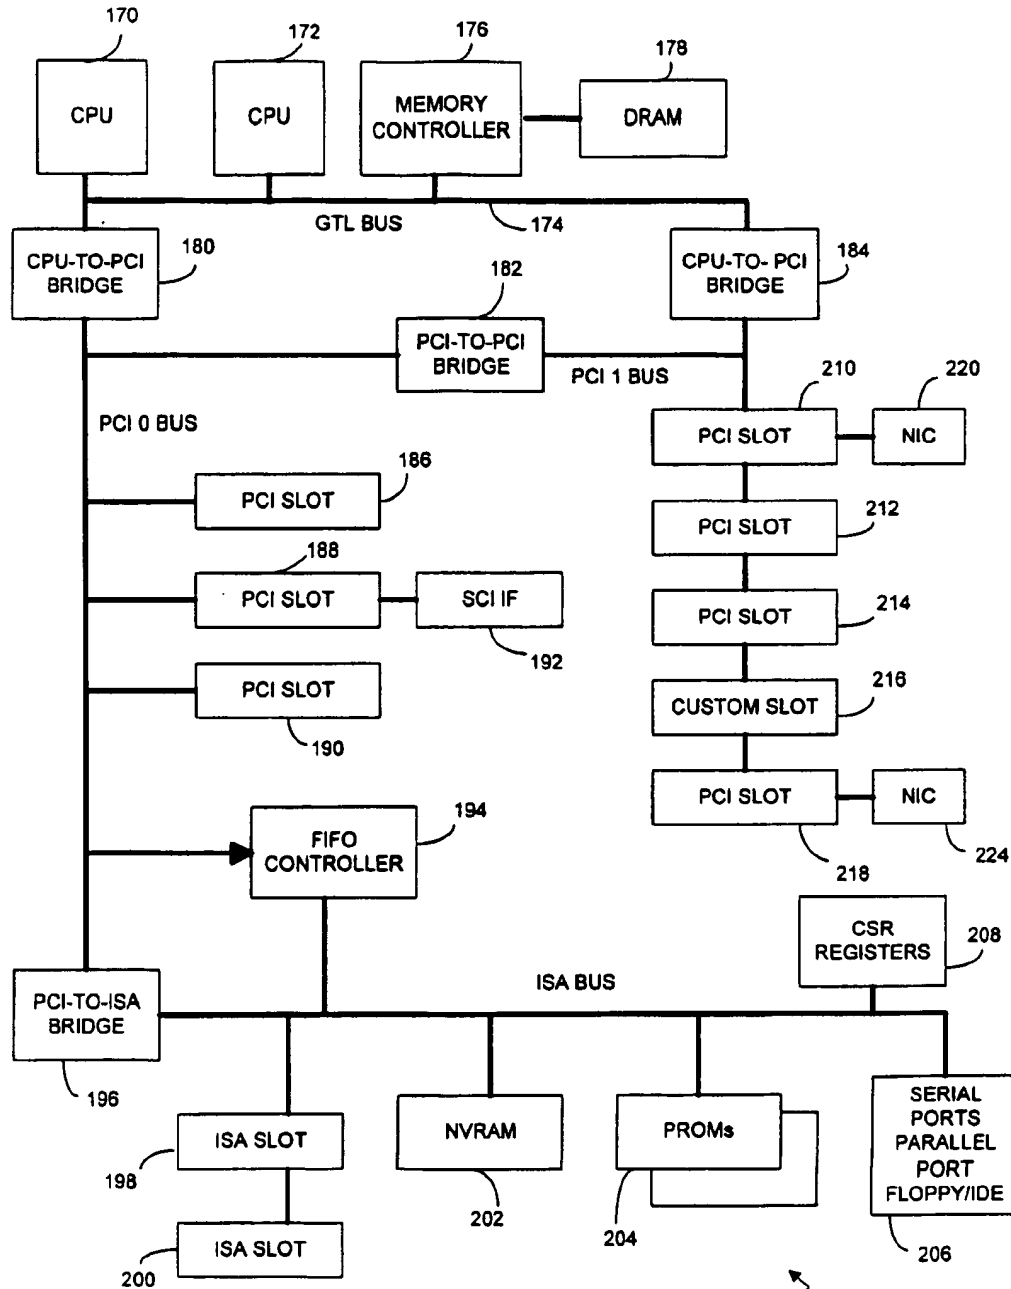 170
172
176
178
CPU
CPU
MEMORY
CONTROLLER
DRAM
GTL BUS
174
CPU-TO-PCI
BRIDGE
180
182
CPU-TO- PCI
BRIDGE
184
PCI-TO-PCI
BRIDGE
PCI 1 BUS
210
220
PCI 0 BUS
PCI SLOT
NIC
186
PCI SLOT
212
PCI SLOT
188
PCI SLOT
SCI IF
192
214
PCI SLOT
PCI SLOT
190
216
CUSTOM SLOT
194
FIFO
CONTROLLER
PCI SLOT
NIC
218
224
CSR
REGISTERS
208
ISA BUS
PCI-TO-ISA
BRIDGE
196
ISA SLOT
198
NVRAM
202
PROMs
204
SERIAL
PORTS
PARALLEL
PORT
FLOPPY/IDE
206
ISA SLOT
200